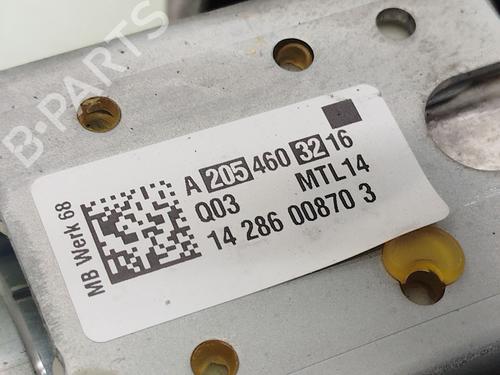 B-PARTS
MB Werk 68
A 205 460 32 16
Q03 MTL14
14 286 00870 3